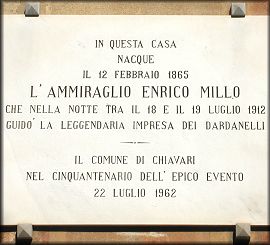 IN QUESTA CASA
NACQUE
IL 12 FEBBRAIO 1865
L'AMMIRAGLIO ENRICO MILLO
CHE NELLA NOTTE TRA IL 18 E IL 19 LUGLIO 1912
GUIDO' LA LEGGENDARIA IMPRESA DEI DARDANELLI
IL COMUNE DI CHIAVARI
NEL CINQUANTENARIO DELL'EPICO EVENTO
22 LUGLIO 1962